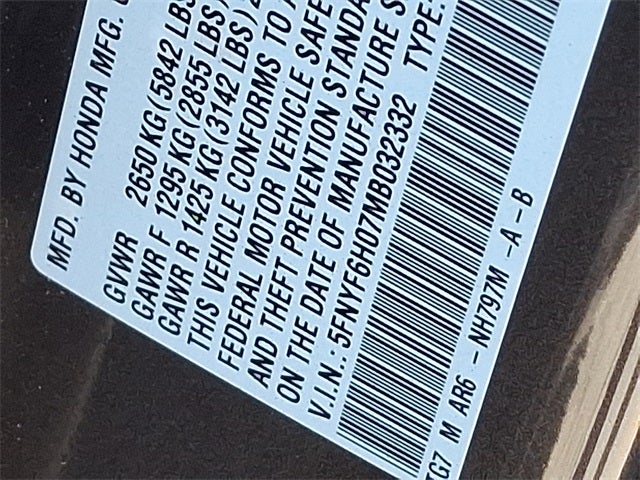 MFD. BY HONDA MFG.
GVWR 2650 KG (5842 LBS
GAWR F 1295 KG (2855 LBS)
GAWR R 1425 KG (3142 LBS)
THIS VEHICLE CONFORMS TO
FEDERAL MOTOR VEHICLE SAFE
AND THEFT PREVENTION STANDA
ON THE DATE OF MANUFACTURE S
V.I.N.: 5FNYF6H07MB032332 TYPE:
TG7 M AR6 - NH797M -A-B